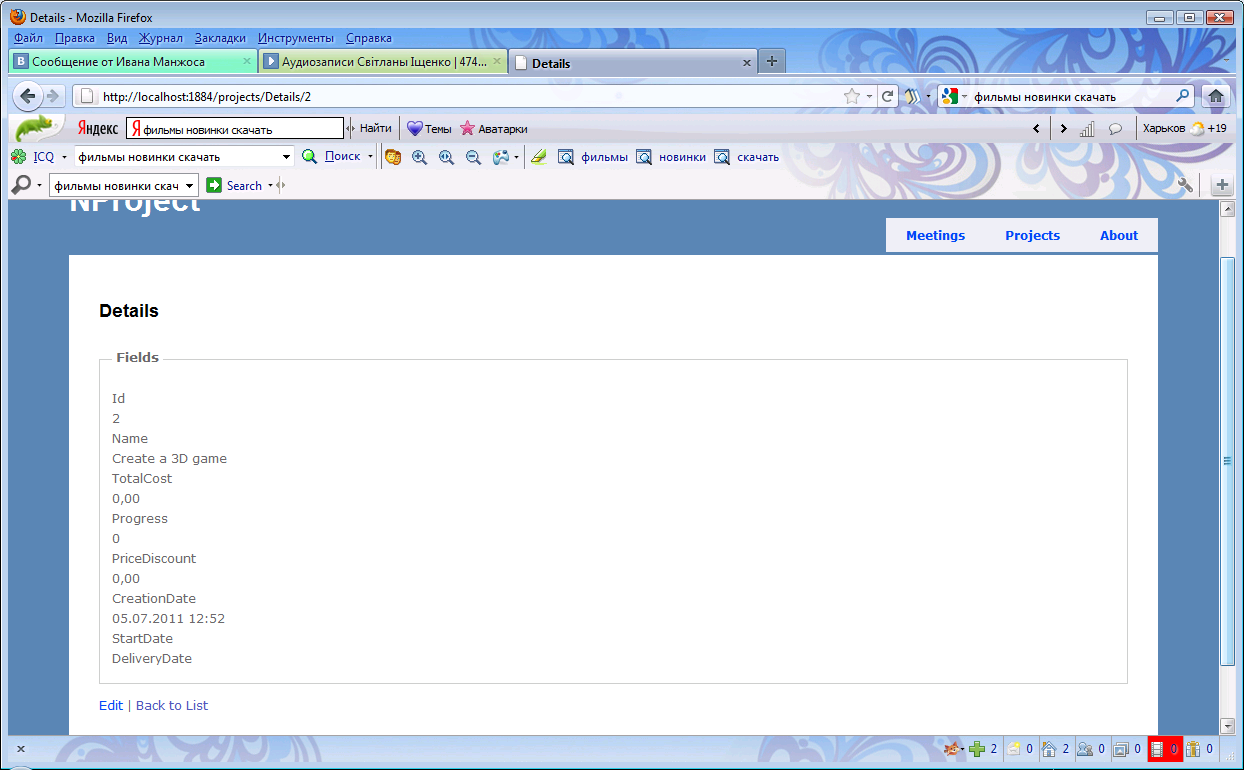 Details - Mozilla Firefox
Файл Правка Вид Журнал Закладки Инструменты Справка
Сообщение от Ивана Манжоса
Аудиозаписи Світланы Іщенко | 474...
Details
http://localhost:1884/projects/Details/2
фильмы новинки скачать
Яндекс Я фильмы новинки скачать Найти Темы Аватарки Харьков +19
ICQ фильмы новинки скачать Поиск фильмы новинки скачать
фильмы новинки скач Search
NProject
Meetings Projects About
Details
Fields
Id
2
Name
Create a 3D game
TotalCost
0,00
Progress
0
PriceDiscount
0,00
CreationDate
05.07.2011 12:52
StartDate
DeliveryDate
Edit | Back to List
2 0 2 0 0 0 0